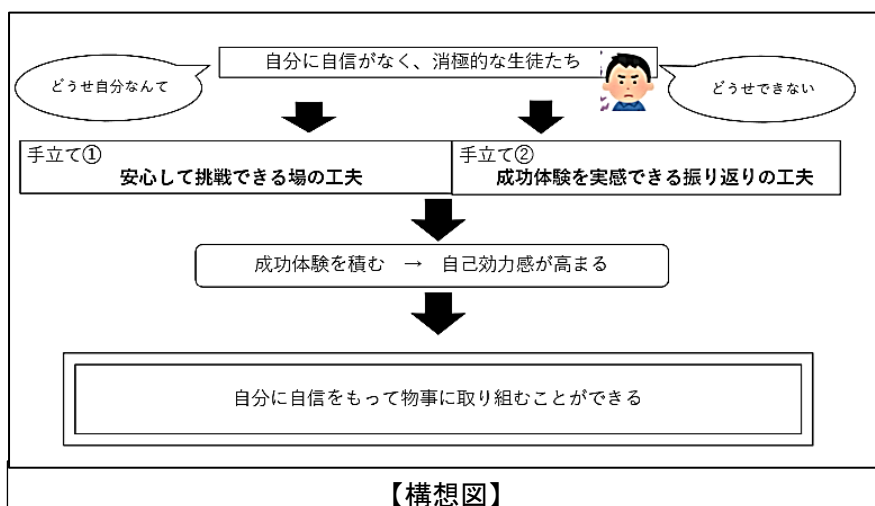 自分に自信がなく、消極的な生徒たち
どうせ自分なんて
どうせできない
手立て①
安心して挑戦できる場の工夫
手立て②
成功体験を実感できる振り返りの工夫
成功体験を積む → 自己効力感が高まる
自分に自信をもって物事に取り組むことができる
【構想図】